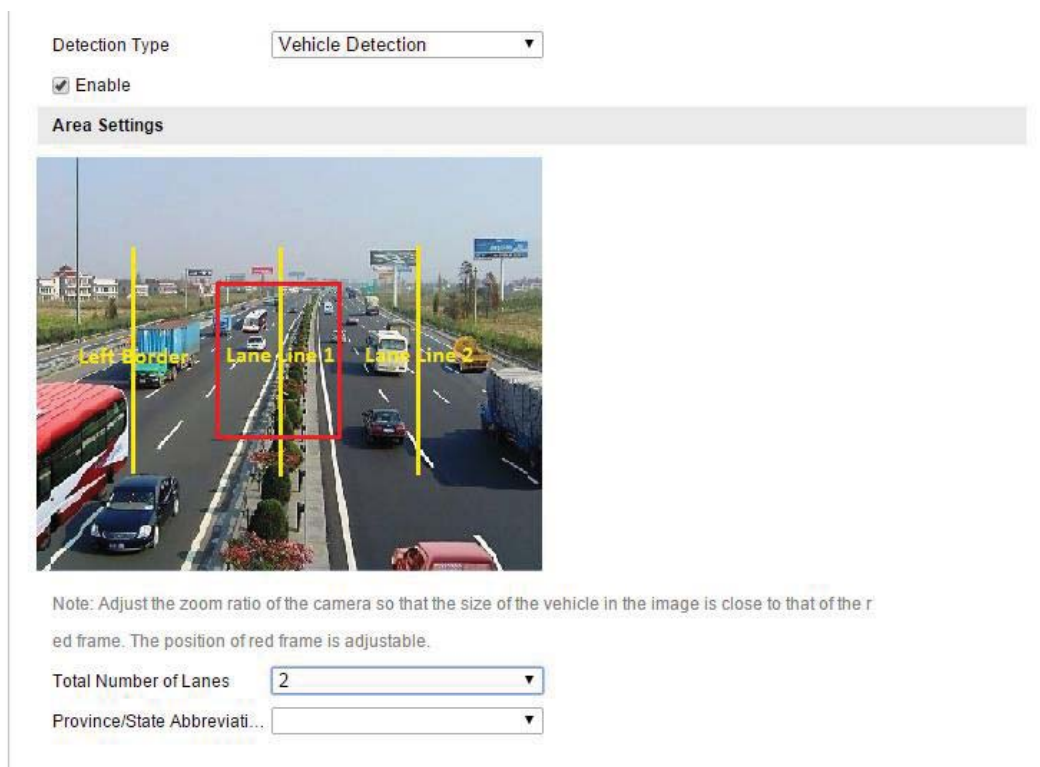 Detection Type Vehicle Detection
Enable
Area Settings
Left Border Lane Line 1 Lane Line 2
Note: Adjust the zoom ratio of the camera so that the size of the vehicle in the image is close to that of the r
ed frame. The position of red frame is adjustable.
Total Number of Lanes 2
Province/State Abbreviati...